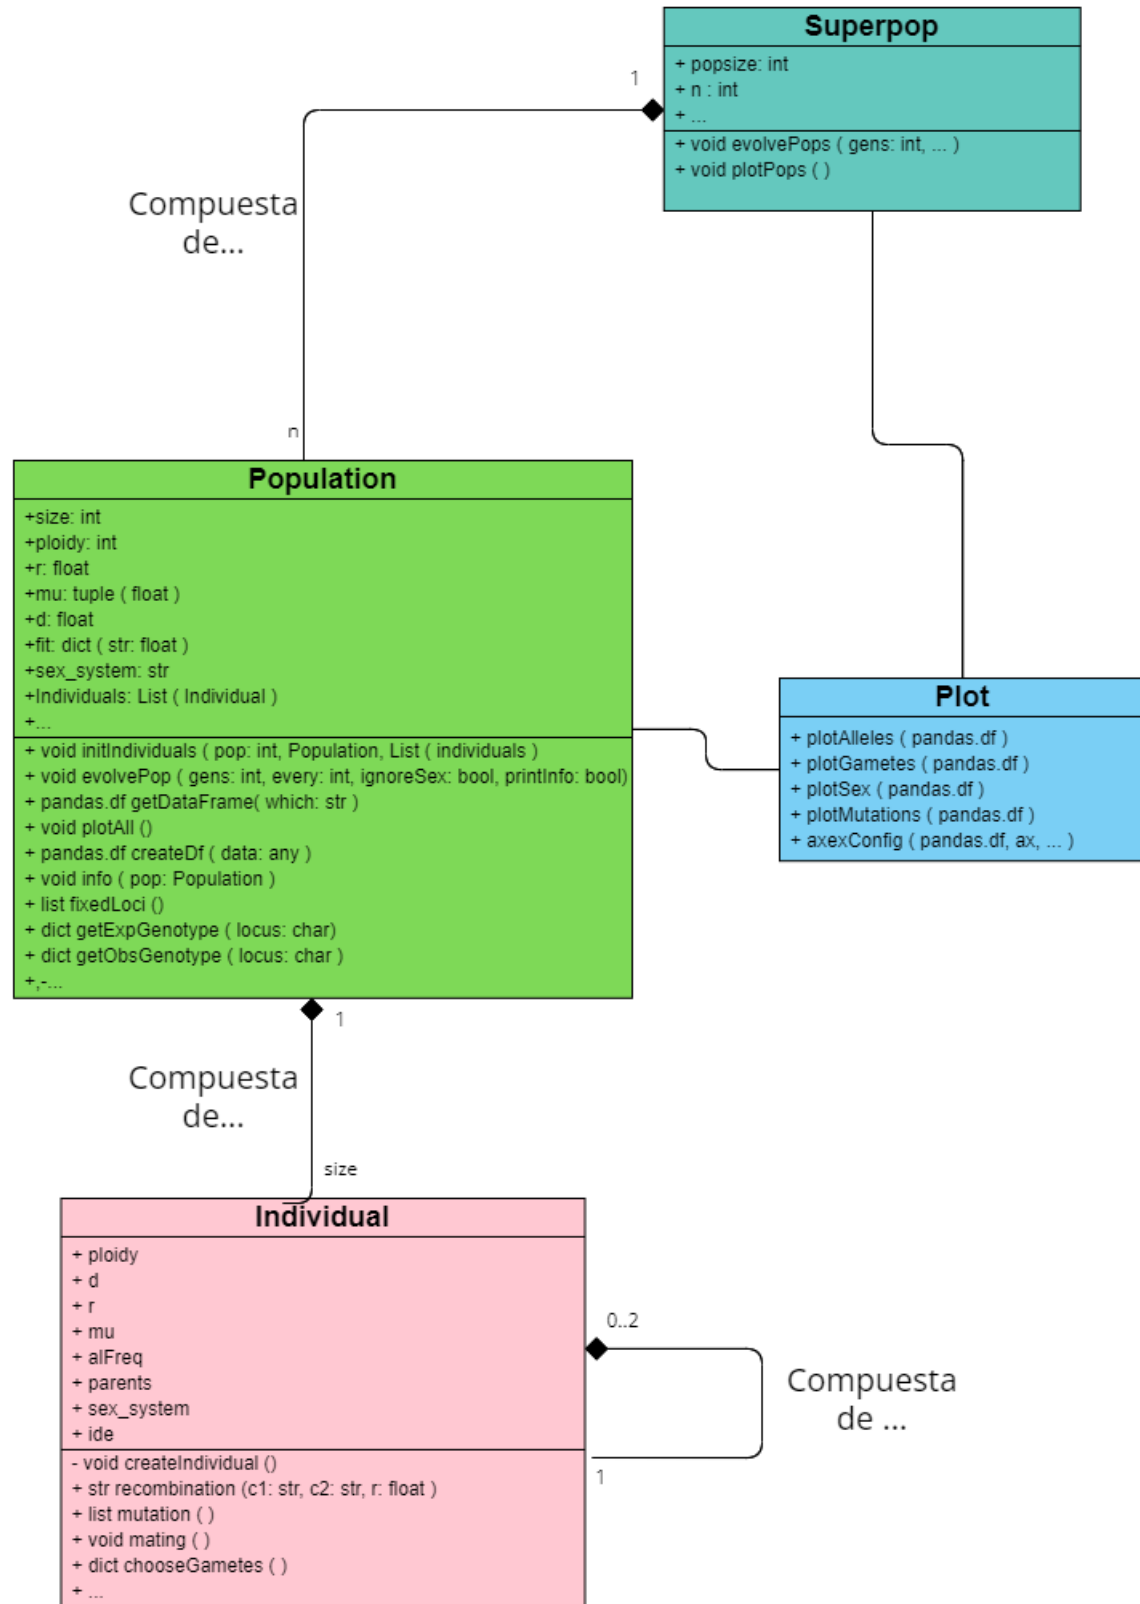 Superpop
+ popsize: int
+ n : int
+ ...
+ void evolvePops ( gens: int, ... )
+ void plotPops ( )
1
Compuesta
de...
n
Population
+size: int
+ploidy: int
+r: float
+mu: tuple ( float )
+d: float
+fit: dict ( str: float )
+sex_system: str
+Individuals: List ( Individual )
+...
+ void initIndividuals ( pop: int, Population, List ( individuals )
+ void evolvePop ( gens: int, every: int, ignoreSex: bool, printInfo: bool)
+ pandas.df getDataFrame( which: str )
+ void plotAll ()
+ pandas.df createDf ( data: any )
+ void info ( pop: Population )
+ list fixedLoci ()
+ dict getExpGenotype ( locus: char)
+ dict getObsGenotype ( locus: char )
+,-...
Plot
+ plotAlleles ( pandas.df )
+ plotGametes ( pandas.df )
+ plotSex ( pandas.df )
+ plotMutations ( pandas.df )
+ axexConfig ( pandas.df, ax, ... )
1
Compuesta
de...
size
Individual
+ ploidy
+ d
+ r
+ mu
+ alFreq
+ parents
+ sex_system
+ ide
- void createIndividual ()
+ str recombination (c1: str, c2: str, r: float )
+ list mutation ( )
+ void mating ( )
+ dict chooseGametes ( )
+ ...
0..2
Compuesta
de ...
1